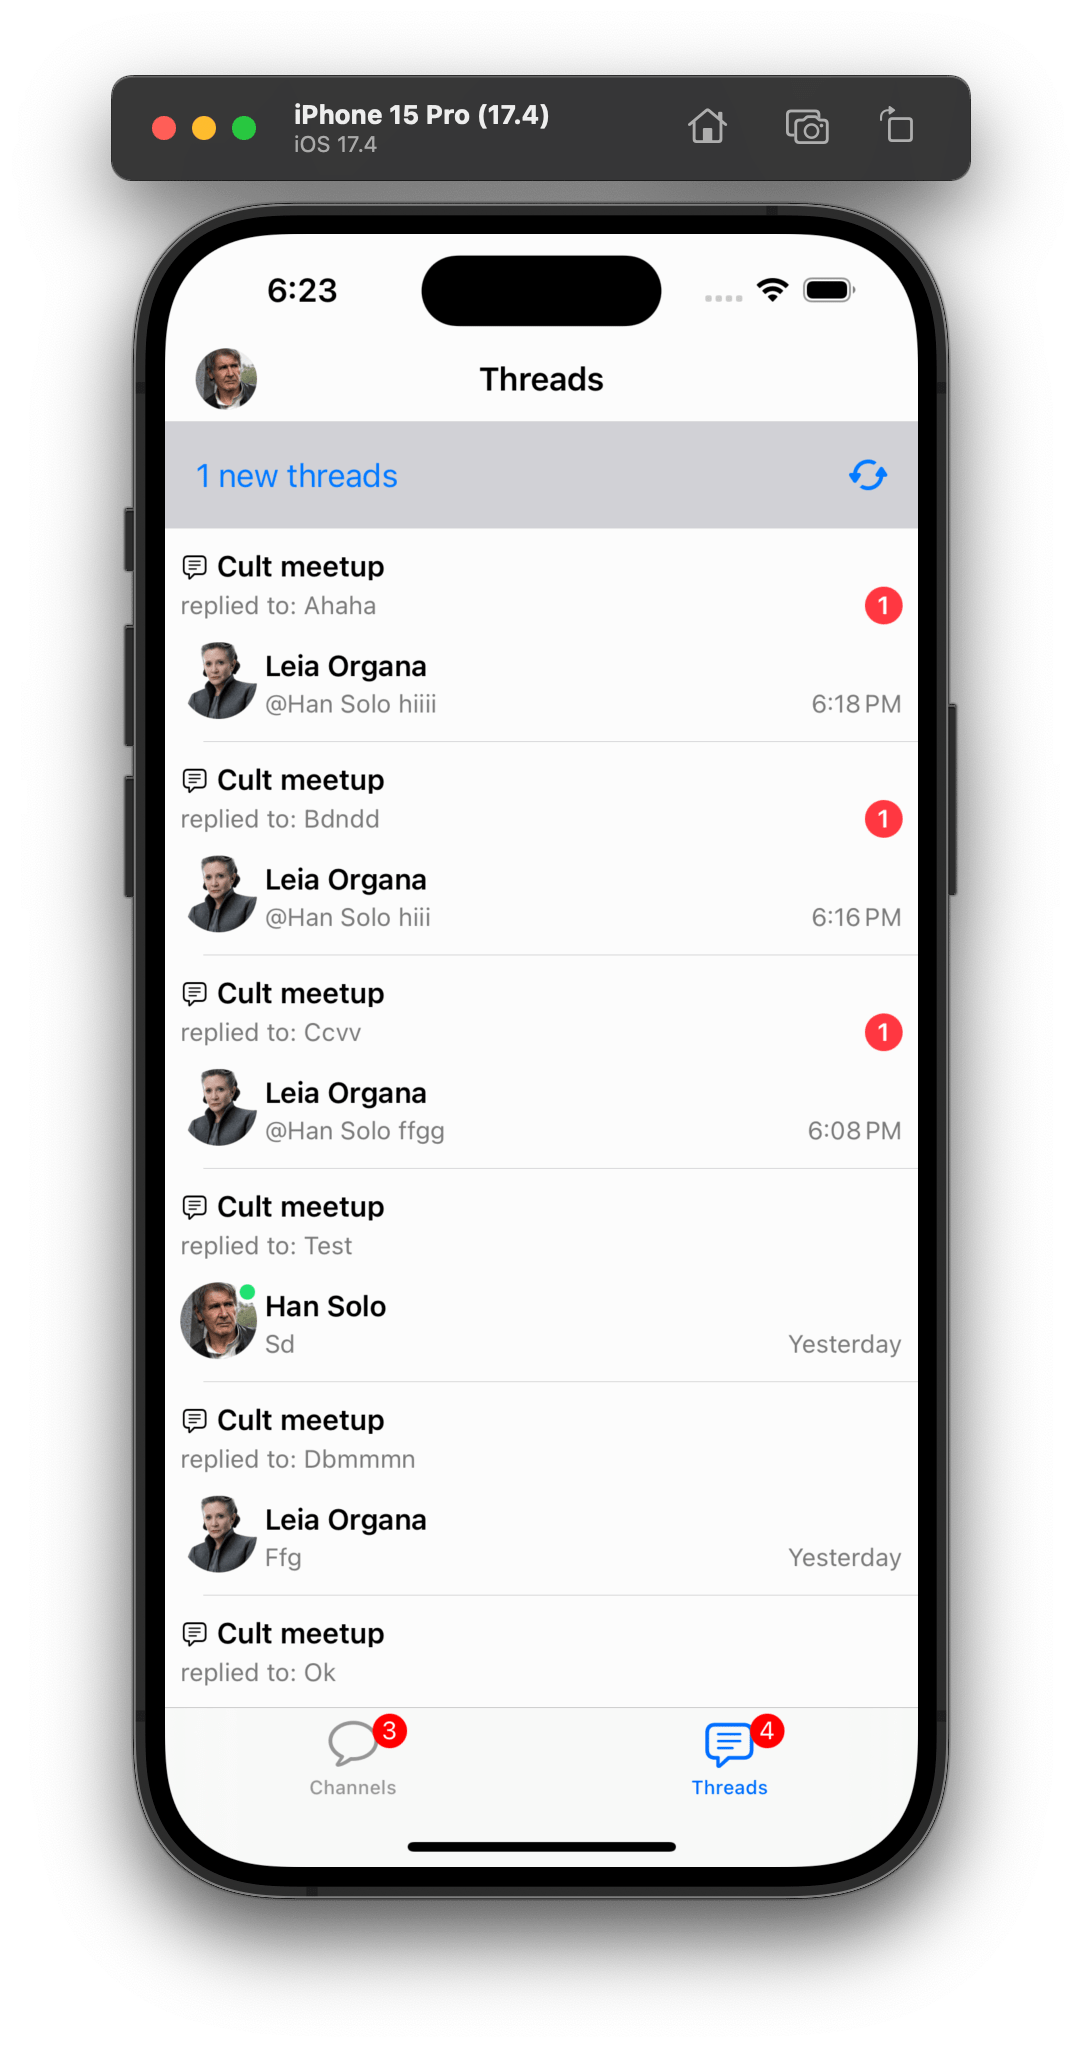 iPhone 15 Pro (17.4)
iOS 17.4
6:23
Threads
1 new threads
Cult meetup
replied to: Ahaha
1
Leia Organa
@Han Solo hiiii
6:18 PM
Cult meetup
replied to: Bdndd
1
Leia Organa
@Han Solo hiii
6:16 PM
Cult meetup
replied to: Ccvv
1
Leia Organa
@Han Solo ffgg
6:08 PM
Cult meetup
replied to: Test
Han Solo
Sd
Yesterday
Cult meetup
replied to: Dbmmmn
Leia Organa
Ffg
Yesterday
Cult meetup
replied to: Ok
3
Channels
4
Threads